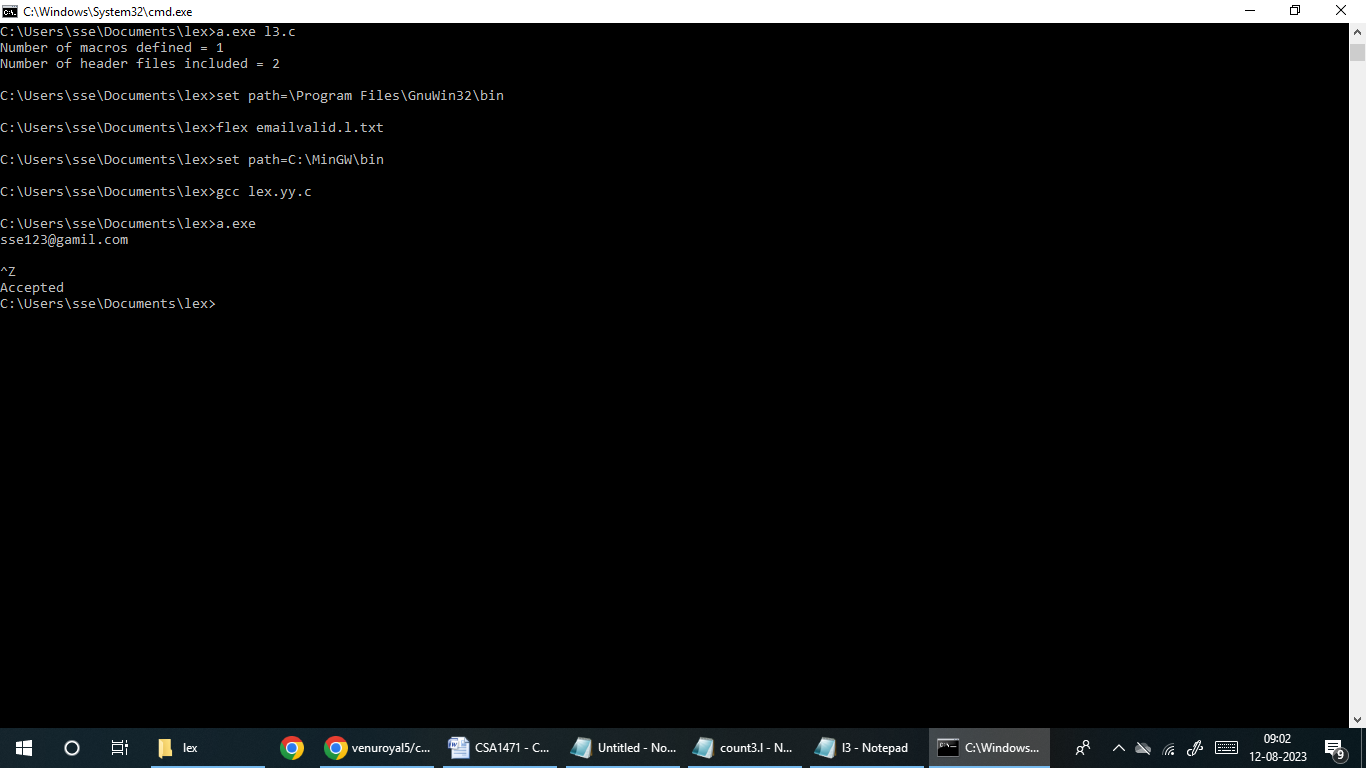 C:\Windows\System32\cmd.exe
C:\Users\sse\Documents\lex>a.exe l3.c
Number of macros defined = 1
Number of header files included = 2
C:\Users\sse\Documents\lex>set path=\Program Files\GnuWin32\bin
C:\Users\sse\Documents\lex>flex emailvalid.l.txt
C:\Users\sse\Documents\lex>set path=C:\MinGW\bin
C:\Users\sse\Documents\lex>gcc lex.yy.c
C:\Users\sse\Documents\lex>a.exe
sse123@gamil.com
^Z
Accepted
C:\Users\sse\Documents\lex>
lex
venuroyal5/c...
CSA1471 - C...
Untitled - No...
count3.l - N...
l3 - Notepad
C:\Windows...
09:02
12-08-2023
9